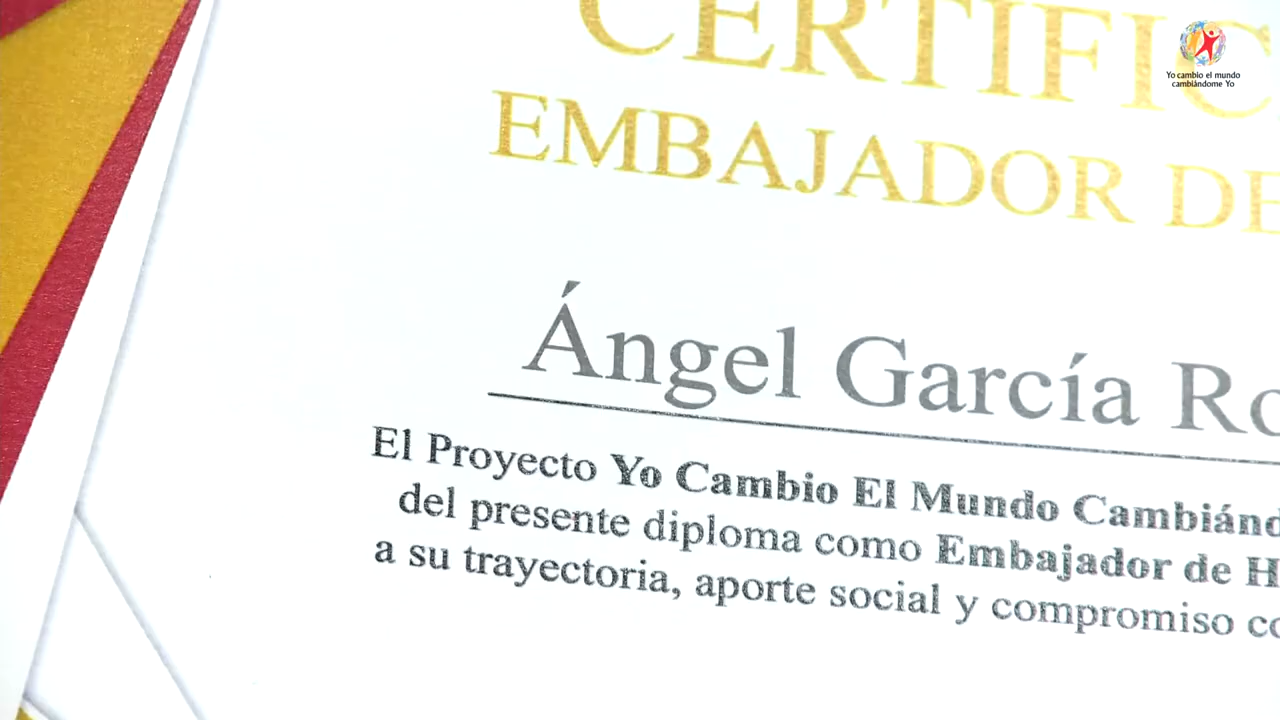 CERTIFIC
EMBAJADOR DE
Ángel García Ro
El Proyecto Yo Cambio El Mundo Cambiánd
del presente diploma como Embajador de H
a su trayectoria, aporte social y compromiso co
Yo cambio el mundo
cambiándome Yo